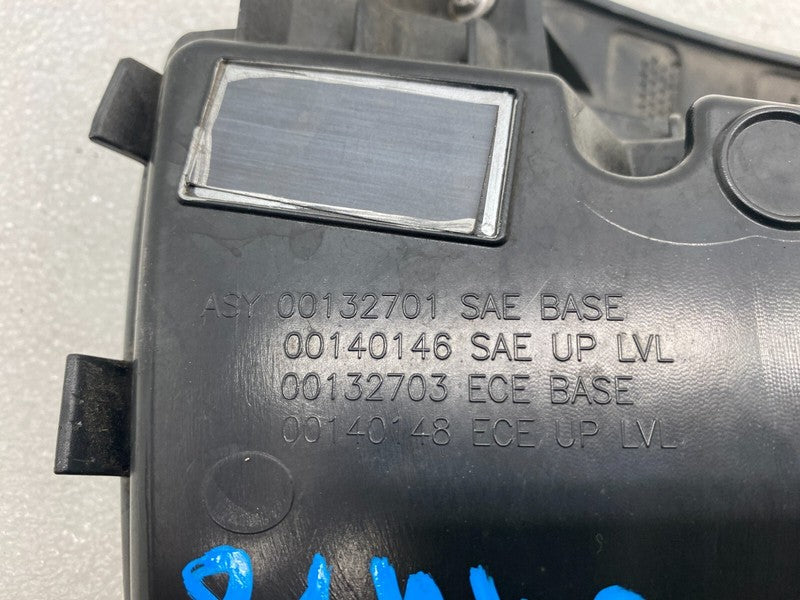 ASY 00132701 SAE BASE
00140146 SAE UP LVL
00132703 ECE BASE
00140148 ECE UP LVL